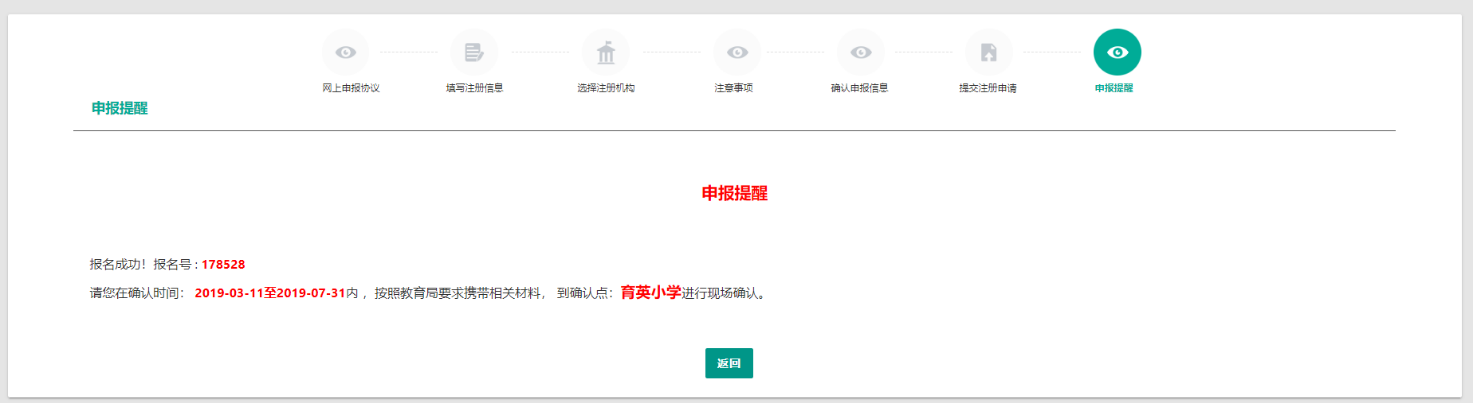 网上申报协议 填写注册信息 选择注册机构 注意事项 确认申报信息 提交注册申请 申报提醒
申报提醒
申报提醒
报名成功！报名号 : 178528
请您在确认时间： 2019-03-11至2019-07-31内 ，按照教育局要求携带相关材料， 到确认点：育英小学进行现场确认。
返回